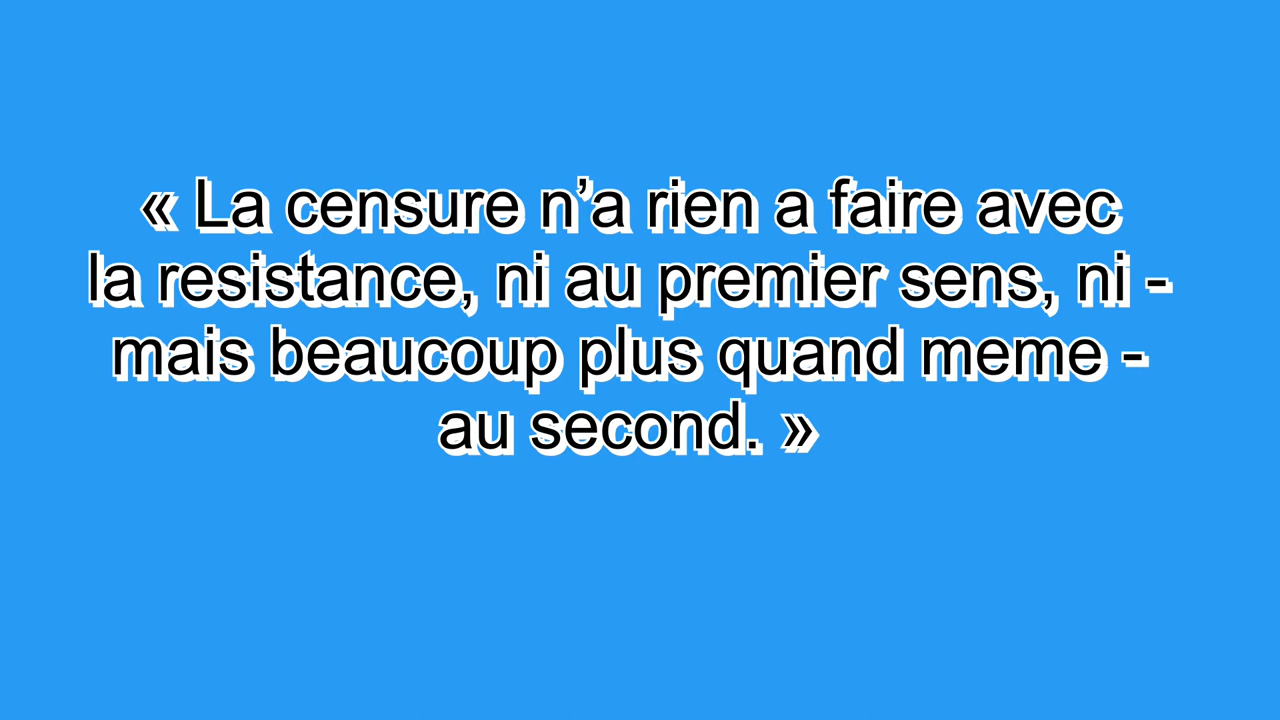 « La censure n’a rien a faire avec
la resistance, ni au premier sens, ni -
mais beaucoup plus quand meme -
au second. »